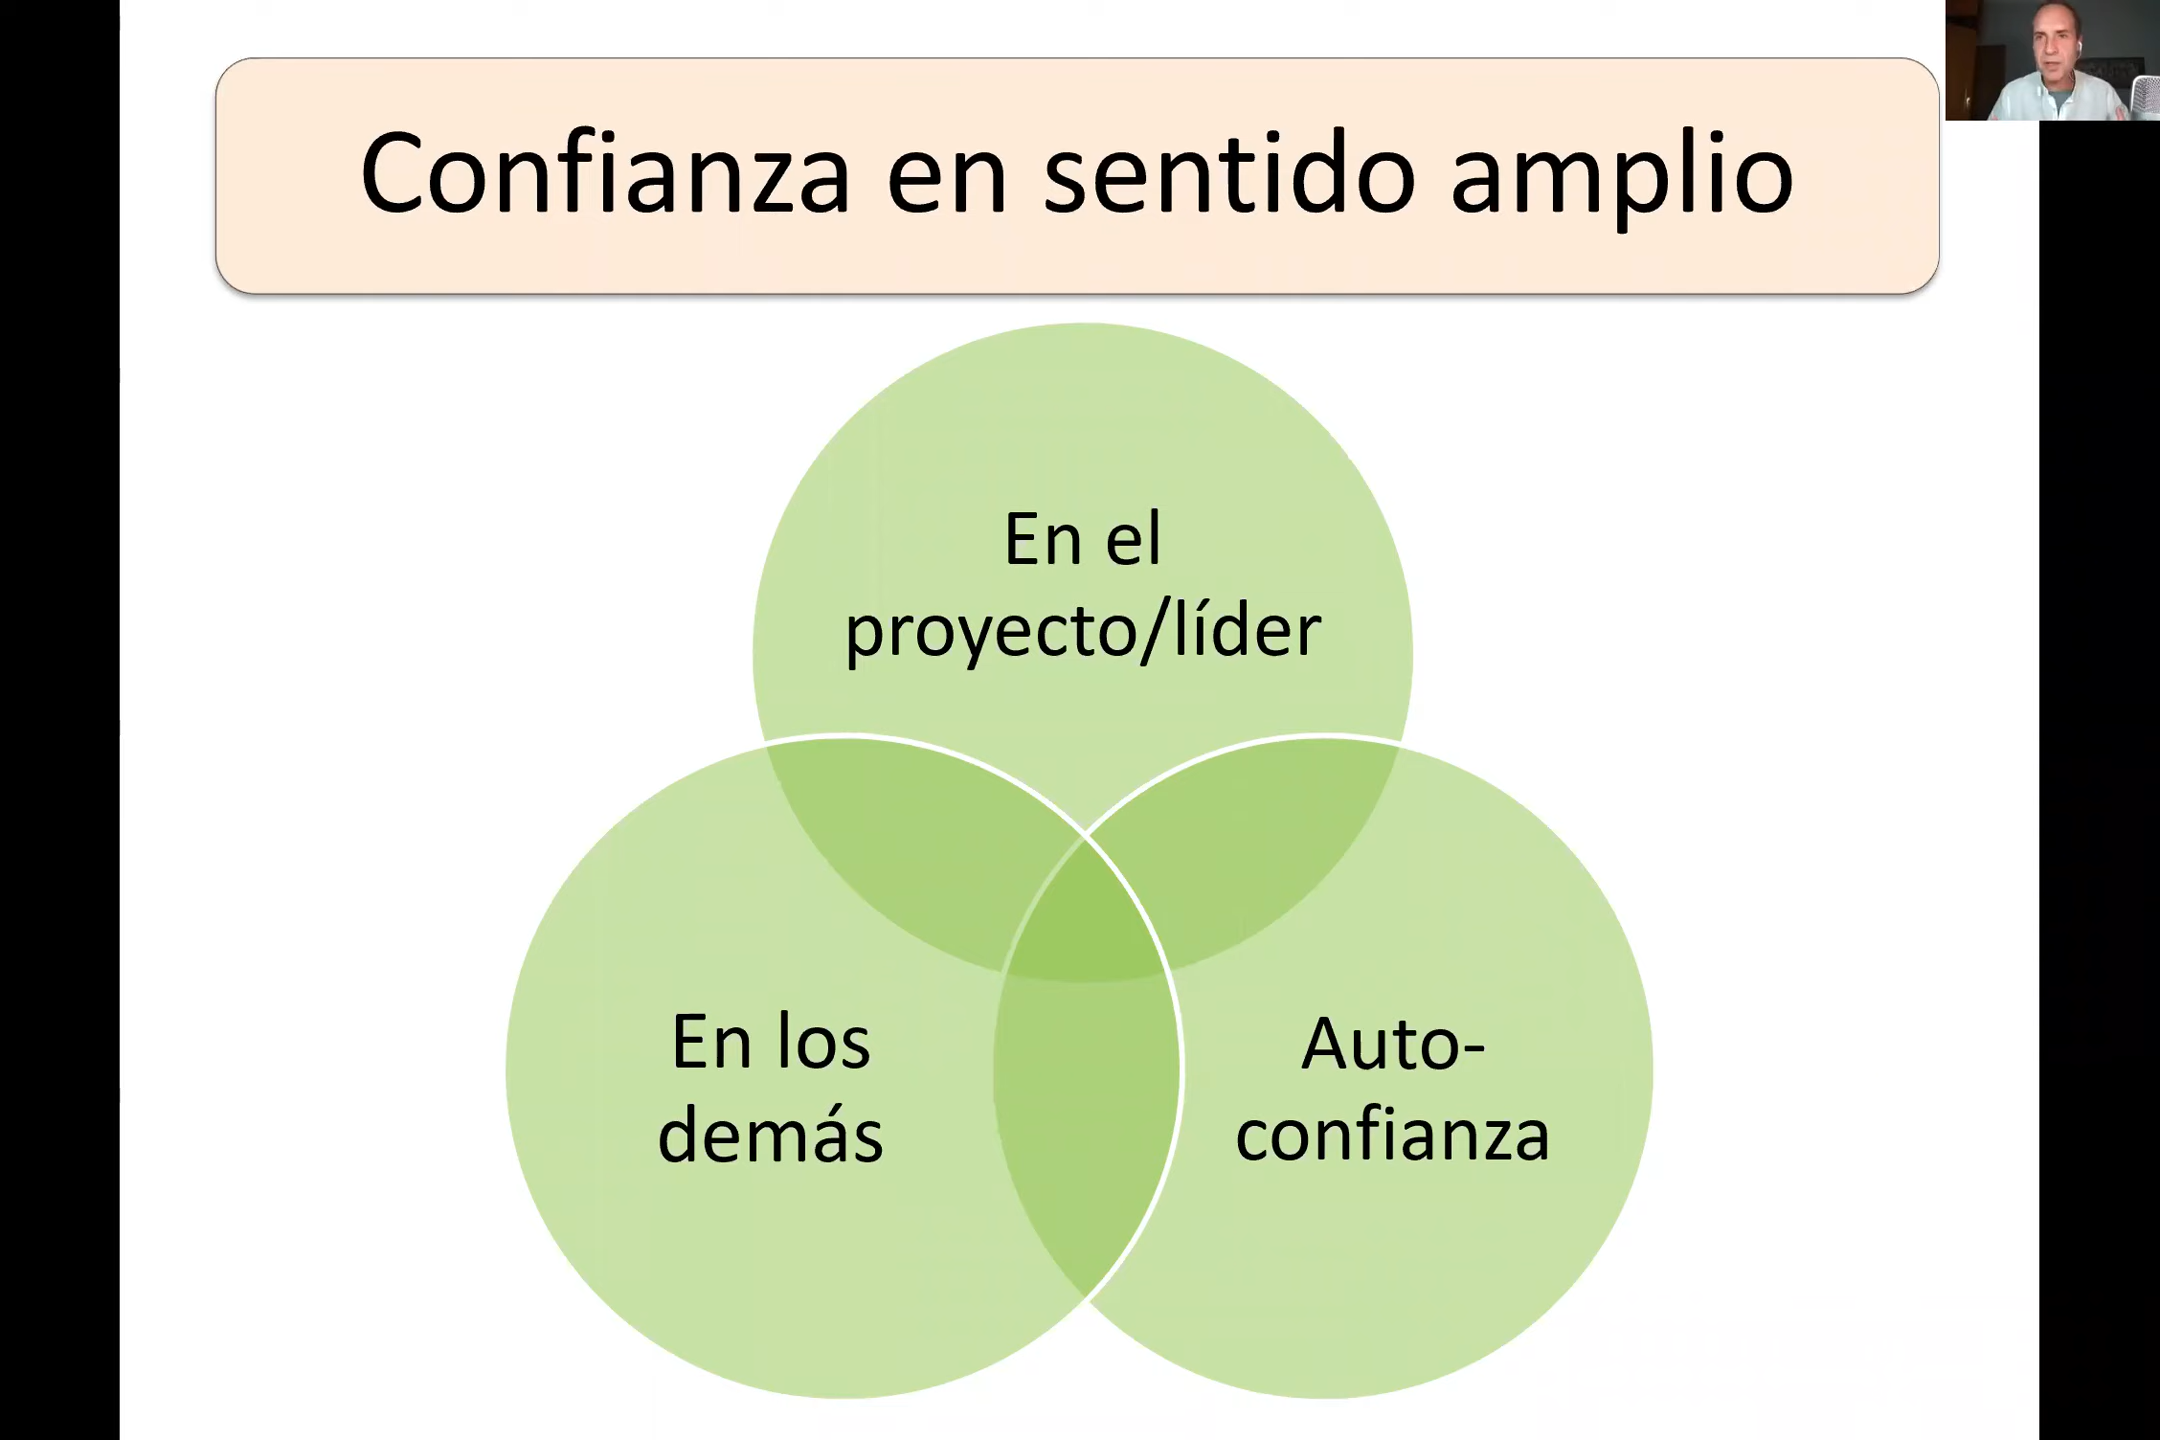 Confianza en sentido amplio
En el
proyecto/líder
En los
demás
Auto-
confianza